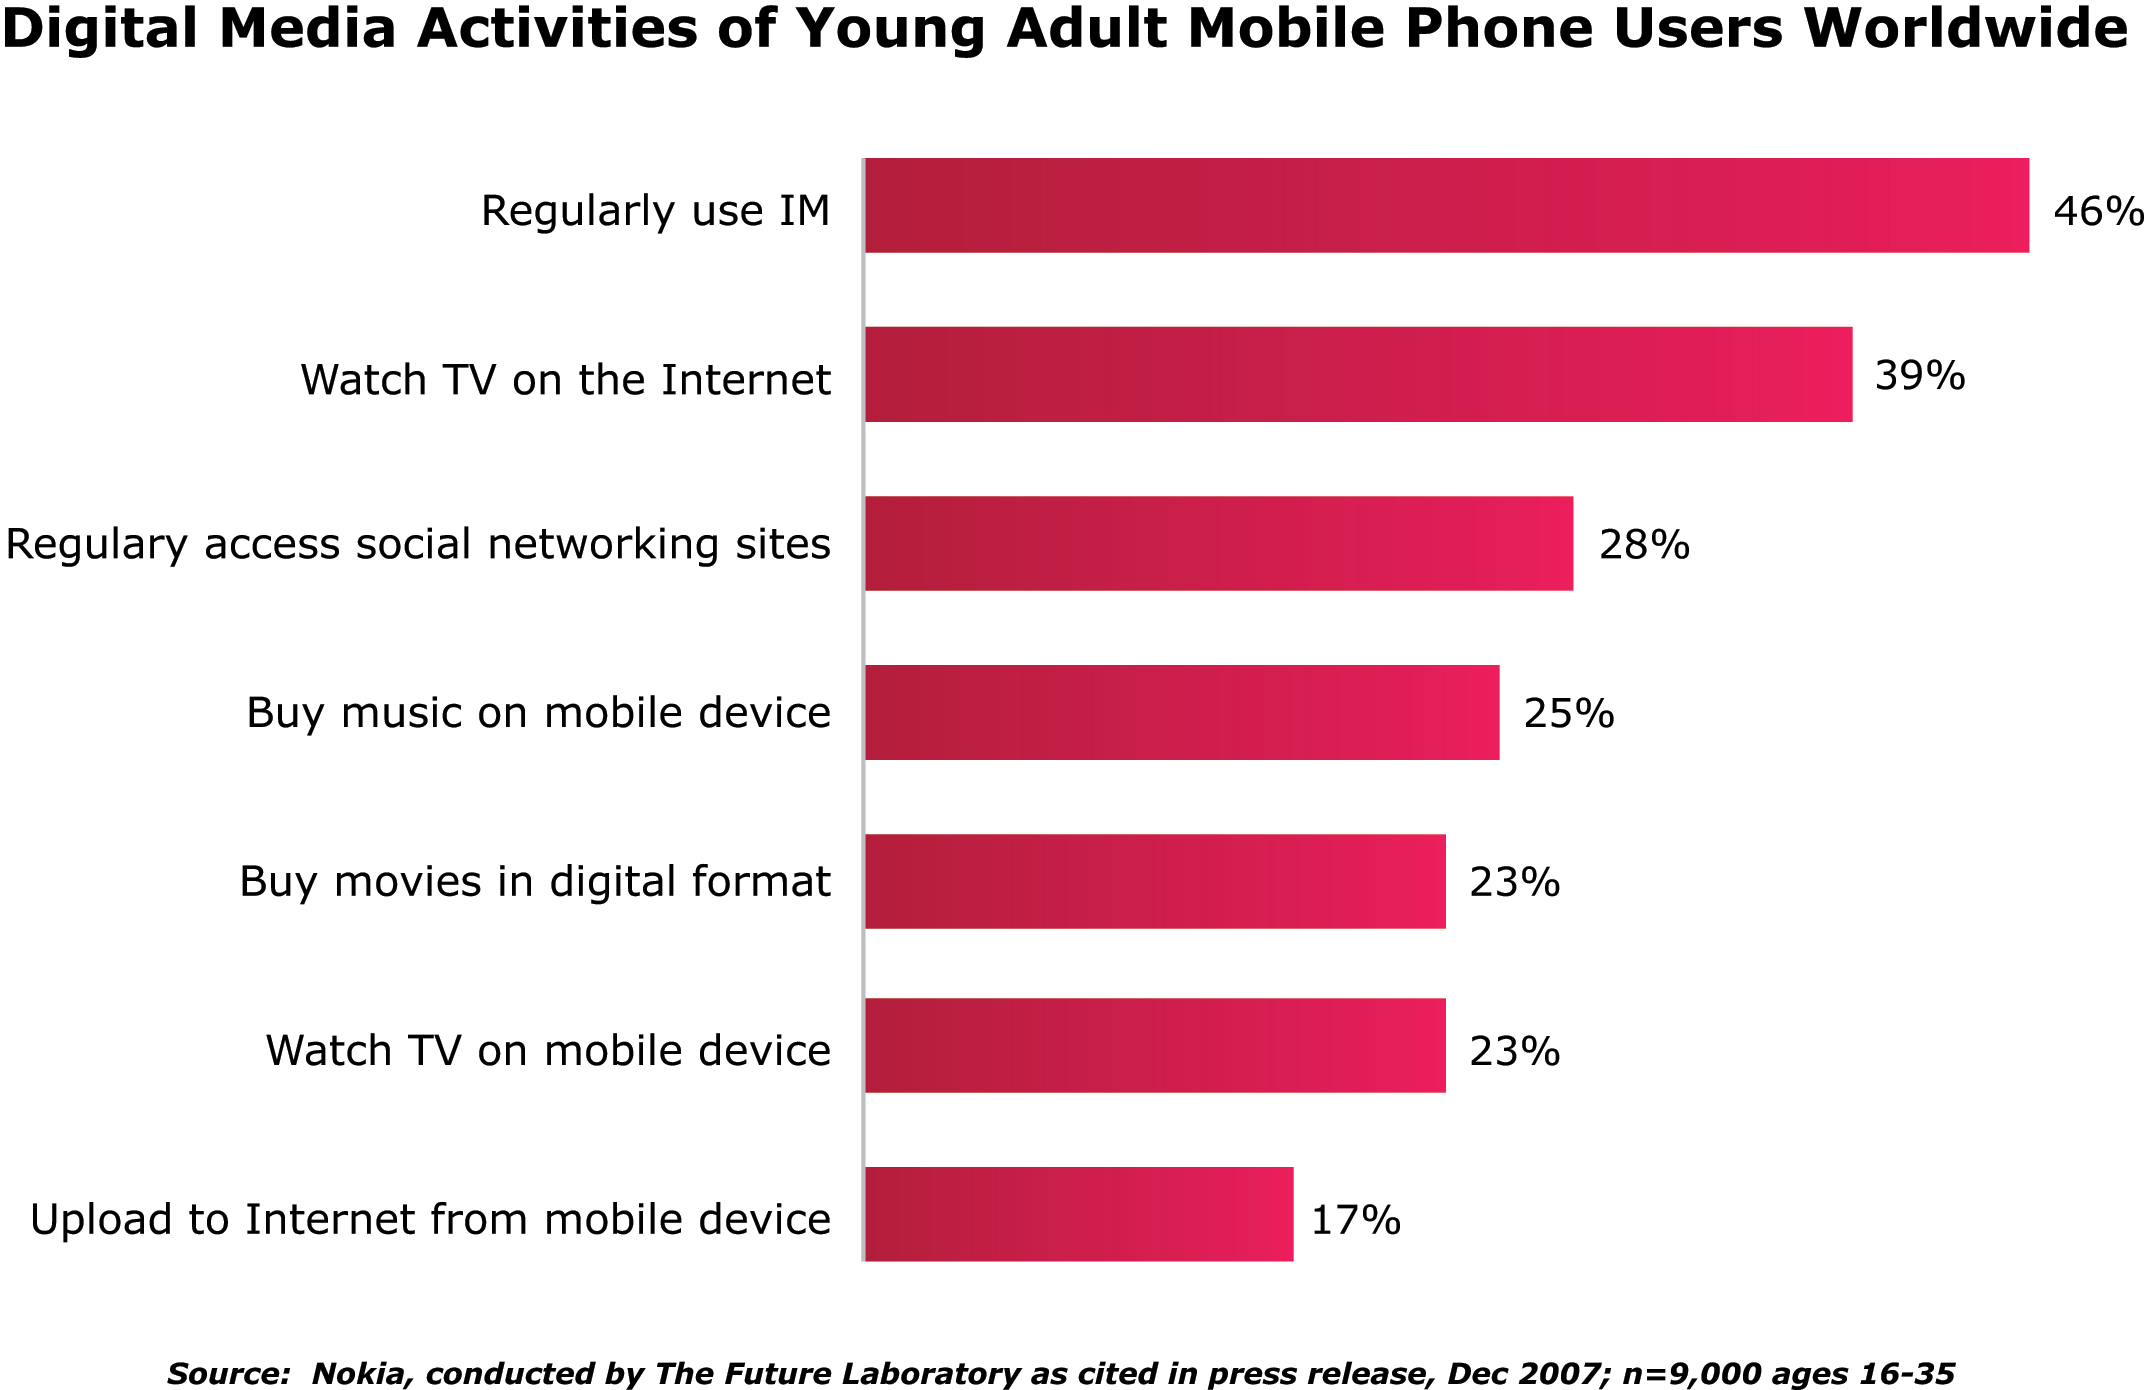 Digital Media Activities of Young Adult Mobile Phone Users Worldwide
Regularly use IM 46%
Watch TV on the Internet 39%
Regulary access social networking sites 28%
Buy music on mobile device 25%
Buy movies in digital format 23%
Watch TV on mobile device 23%
Upload to Internet from mobile device 17%
Source:  Nokia, conducted by The Future Laboratory as cited in press release, Dec 2007; n=9,000 ages 16-35